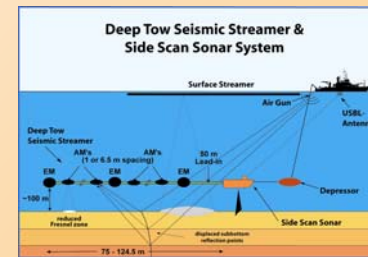 Deep Tow Seismic Streamer &
Side Scan Sonar System
Surface Streamer
Air Gun
USBL-
Antenna
Deep Tow
Seismic Streamer
AM's
(1 or 6.5 m spacing)
AM's
50 m
Lead-in
EM
EM
EM
Depressor
~100 m
Side Scan Sonar
reduced
Fresnel zone
displaced subbottom
reflection points
75 - 124.5 m